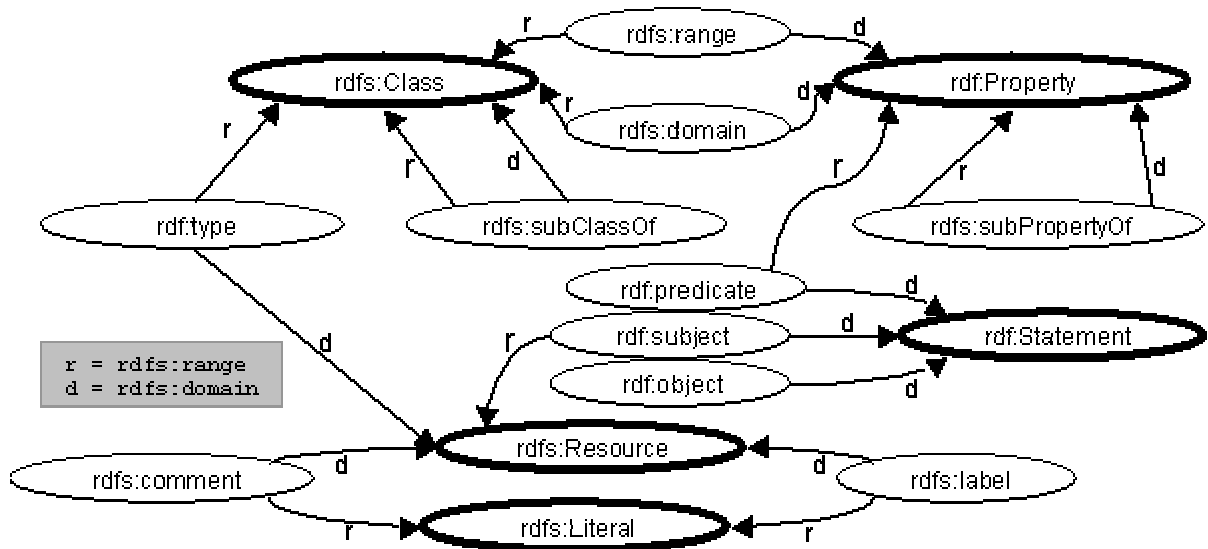 r
rdfs:range
d
rdfs:Class
rdf:Property
r
rdfs:domain
d
r
r
d
r
r
d
rdf:type
rdfs:subClassOf
rdfs:subPropertyOf
rdf:predicate
d
r
rdf:subject
d
rdf:Statement
d
r = rdfs:range
d = rdfs:domain
rdf:object
d
rdfs:Resource
rdfs:comment
d
d
rdfs:label
r
rdfs:Literal
r